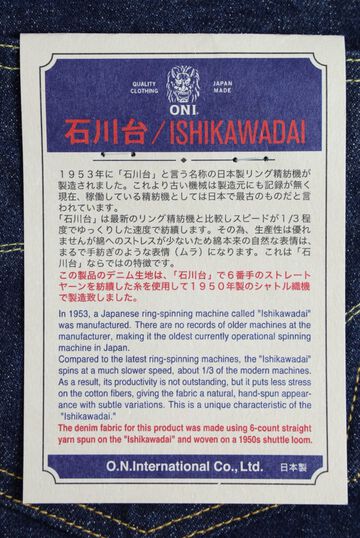 QUALITY CLOTHING
JAPAN MADE
ONI
石川台/ISHIKAWADAI
1953年に「石川台」と言う名称の日本製リング精紡機が
製造されました。これより古い機械は製造元にも記録が無く
現在、稼働している精紡機としては日本で最古のものだと言
われています。
「石川台」は最新のリング精紡機と比較しスピードが1/3程
度でゆっくりした速度で紡績します。その為、生産性は優れ
ませんが綿へのストレスが少ないため綿本来の自然な表情は、
まるで手紡ぎのような表情（ムラ）になります。これは「石
川台」ならではの特徴です。
この製品のデニム生地は、「石川台」で6番手のストレート
ヤーンを紡績した糸を使用して1950年製のシャトル織機
で製造致しました。
In 1953, a Japanese ring-spinning machine called "Ishikawadai"
was manufactured. There are no records of older machines at the
manufacturer, making it the oldest currently operational spinning
machine in Japan.
Compared to the latest ring-spinning machines, the "Ishikawadai"
spins at a much slower speed, about 1/3 of the modern machines.
As a result, its productivity is not outstanding, but it puts less stress
on the cotton fibers, giving the fabric a natural, hand-spun appear-
ance with subtle variations. This is a unique characteristic of the
"Ishikawadai."
The denim fabric for this product was made using 6-count straight
yarn spun on the "Ishikawadai" and woven on a 1950s shuttle loom.
O.N.International Co., Ltd. 日本製